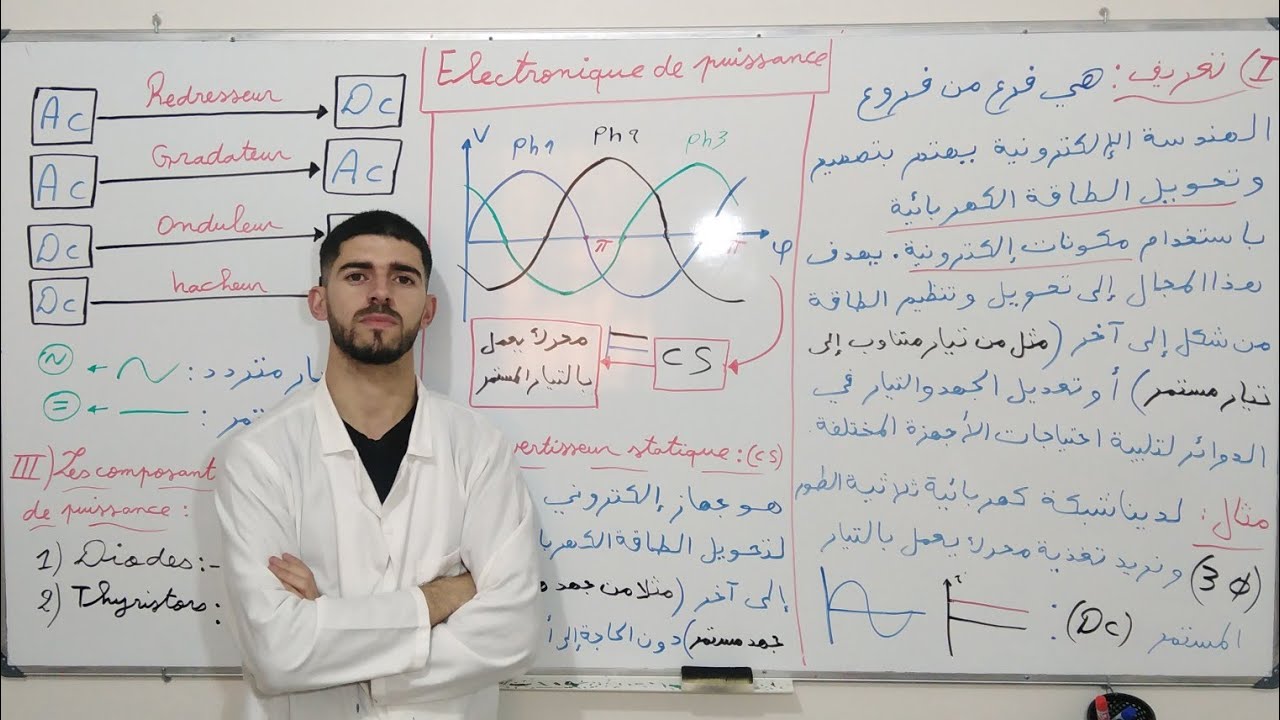 Electronique de puissance
I) تعريف: هي فرع من فروع
الهندسة الإلكترونية يهتم بتصميم
وتحويل الطاقة الكهربائية
باستخدام مكونات إلكترونية. يهدف
هذا المجال إلى تحويل وتنظيم الطاقة
من شكل إلى آخر (مثل من تيار متناوب إلى
تيار مستمر) أو تعديل الجهد والتيار في
الدوائر لتلبية احتياجات الأجهزة المختلفة.
مثال: لدينا شبكة كهربائية ثلاثية الطور
(3 Φ) ونريد تغذية محرك يعمل بالتيار
المستمر (Dc) :
V Ph1 Ph2 Ph3
π π φ
محرك يعمل
بالتيار المستمر
CS
vertisseur statique : (cs)
هو جهاز إلكتروني
لتحويل الطاقة الكهربا
إلى آخر (مثلا من جهد
جهد مستمر) دون الحاجة إلى أ
Ac Redresseur Dc
Ac Gradateur Ac
Dc Onduleur
Dc hacheur
~ ار متردد :
= تمر :
III) Les composant
de puissance :
1) Diodes : -
2) Thyristors :